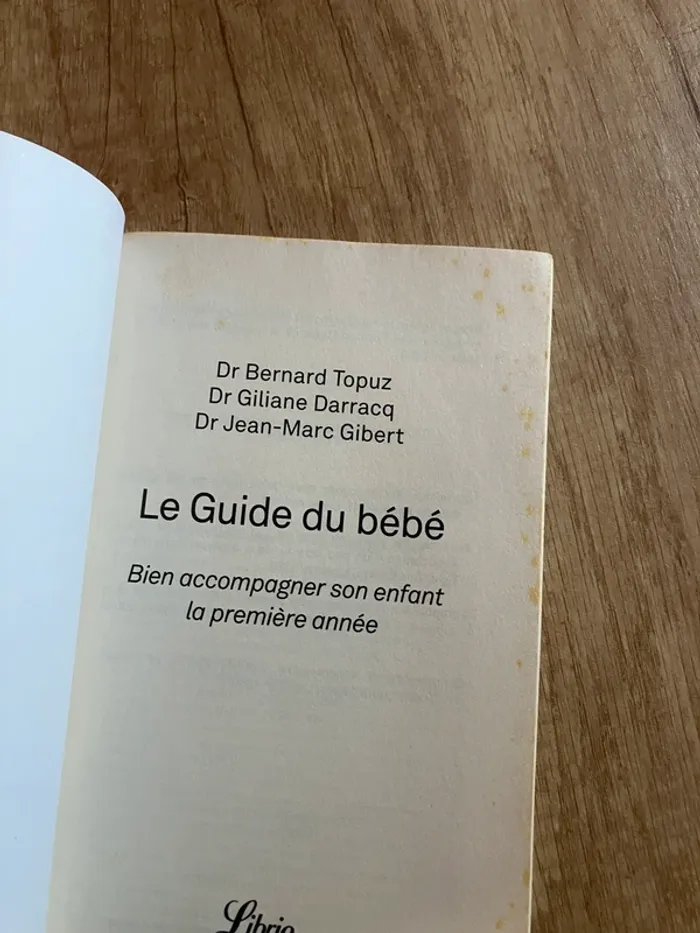 Dr Bernard Topuz
Dr Giliane Darracq
Dr Jean-Marc Gibert
Le Guide du bébé
Bien accompagner son enfant
la première année
Librio